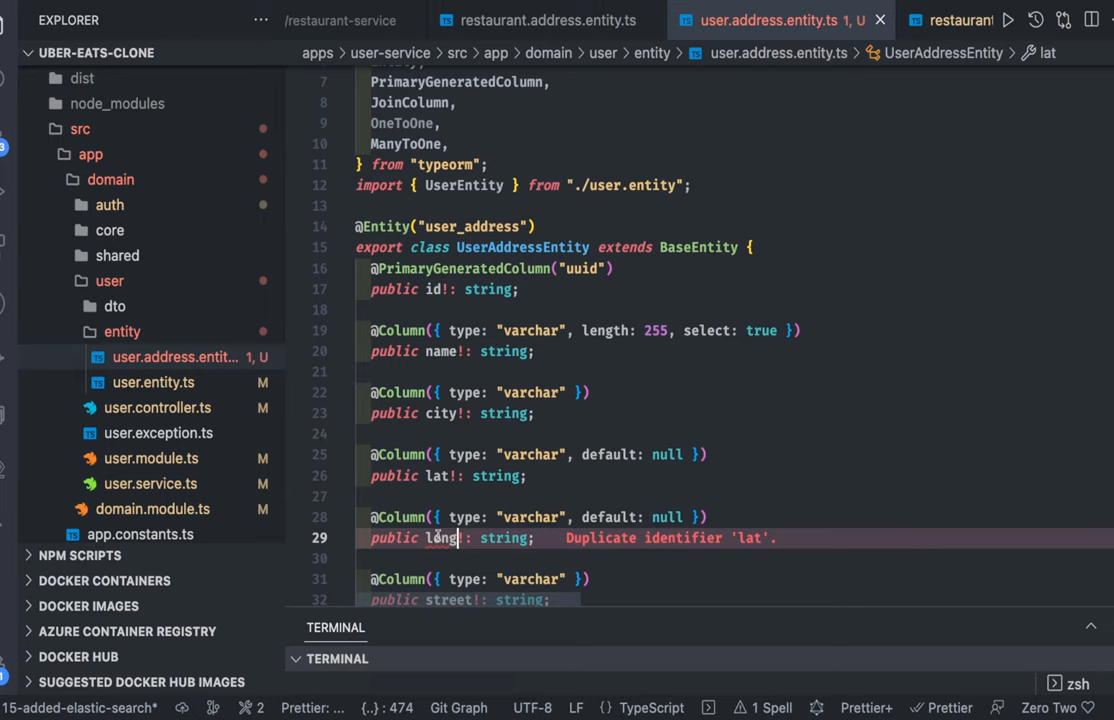 EXPLORER
/restaurant-service
restaurant.address.entity.ts
user.address.entity.ts 1, U
restaurant
UBER-EATS-CLONE
apps > user-service > src > app > domain > user > entity > user.address.entity.ts > UserAddressEntity > lat
dist
node_modules
src
app
domain
auth
core
shared
user
dto
entity
user.address.entit... 1, U
user.entity.ts M
user.controller.ts M
user.exception.ts
user.module.ts M
user.service.ts M
domain.module.ts M
app.constants.ts
NPM SCRIPTS
DOCKER CONTAINERS
DOCKER IMAGES
AZURE CONTAINER REGISTRY
DOCKER HUB
SUGGESTED DOCKER HUB IMAGES
7 PrimaryGeneratedColumn,
8 JoinColumn,
9 OneToOne,
10 ManyToOne,
11 } from "typeorm";
12 import { UserEntity } from "./user.entity";
13
14 @Entity("user_address")
15 export class UserAddressEntity extends BaseEntity {
16 @PrimaryGeneratedColumn("uuid")
17 public id!: string;
18
19 @Column({ type: "varchar", length: 255, select: true })
20 public name!: string;
21
22 @Column({ type: "varchar" })
23 public city!: string;
24
25 @Column({ type: "varchar", default: null })
26 public lat!: string;
27
28 @Column({ type: "varchar", default: null })
29 public long!: string; Duplicate identifier 'lat'.
30
31 @Column({ type: "varchar" })
32 public street!: string;
TERMINAL
TERMINAL
zsh
15-added-elastic-search* 2 Prettier: ... {..} : 474 Git Graph UTF-8 LF TypeScript 1 Spell Prettier+ Prettier Zero Two